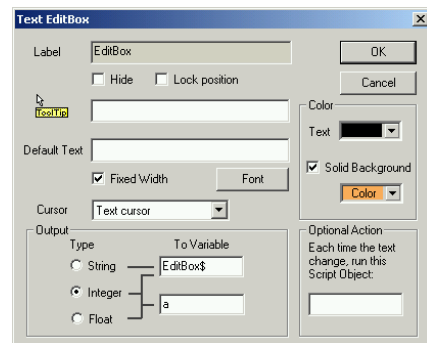 Text EditBox
Label EditBox OK
Hide Lock position Cancel
ToolTip
Color
Text
Default Text
Solid Background
Fixed Width Font
Color
Cursor Text cursor
Output
Type To Variable
String EditBox$
Integer
a
Float
Optional Action
Each time the text
change, run this
Script Object: